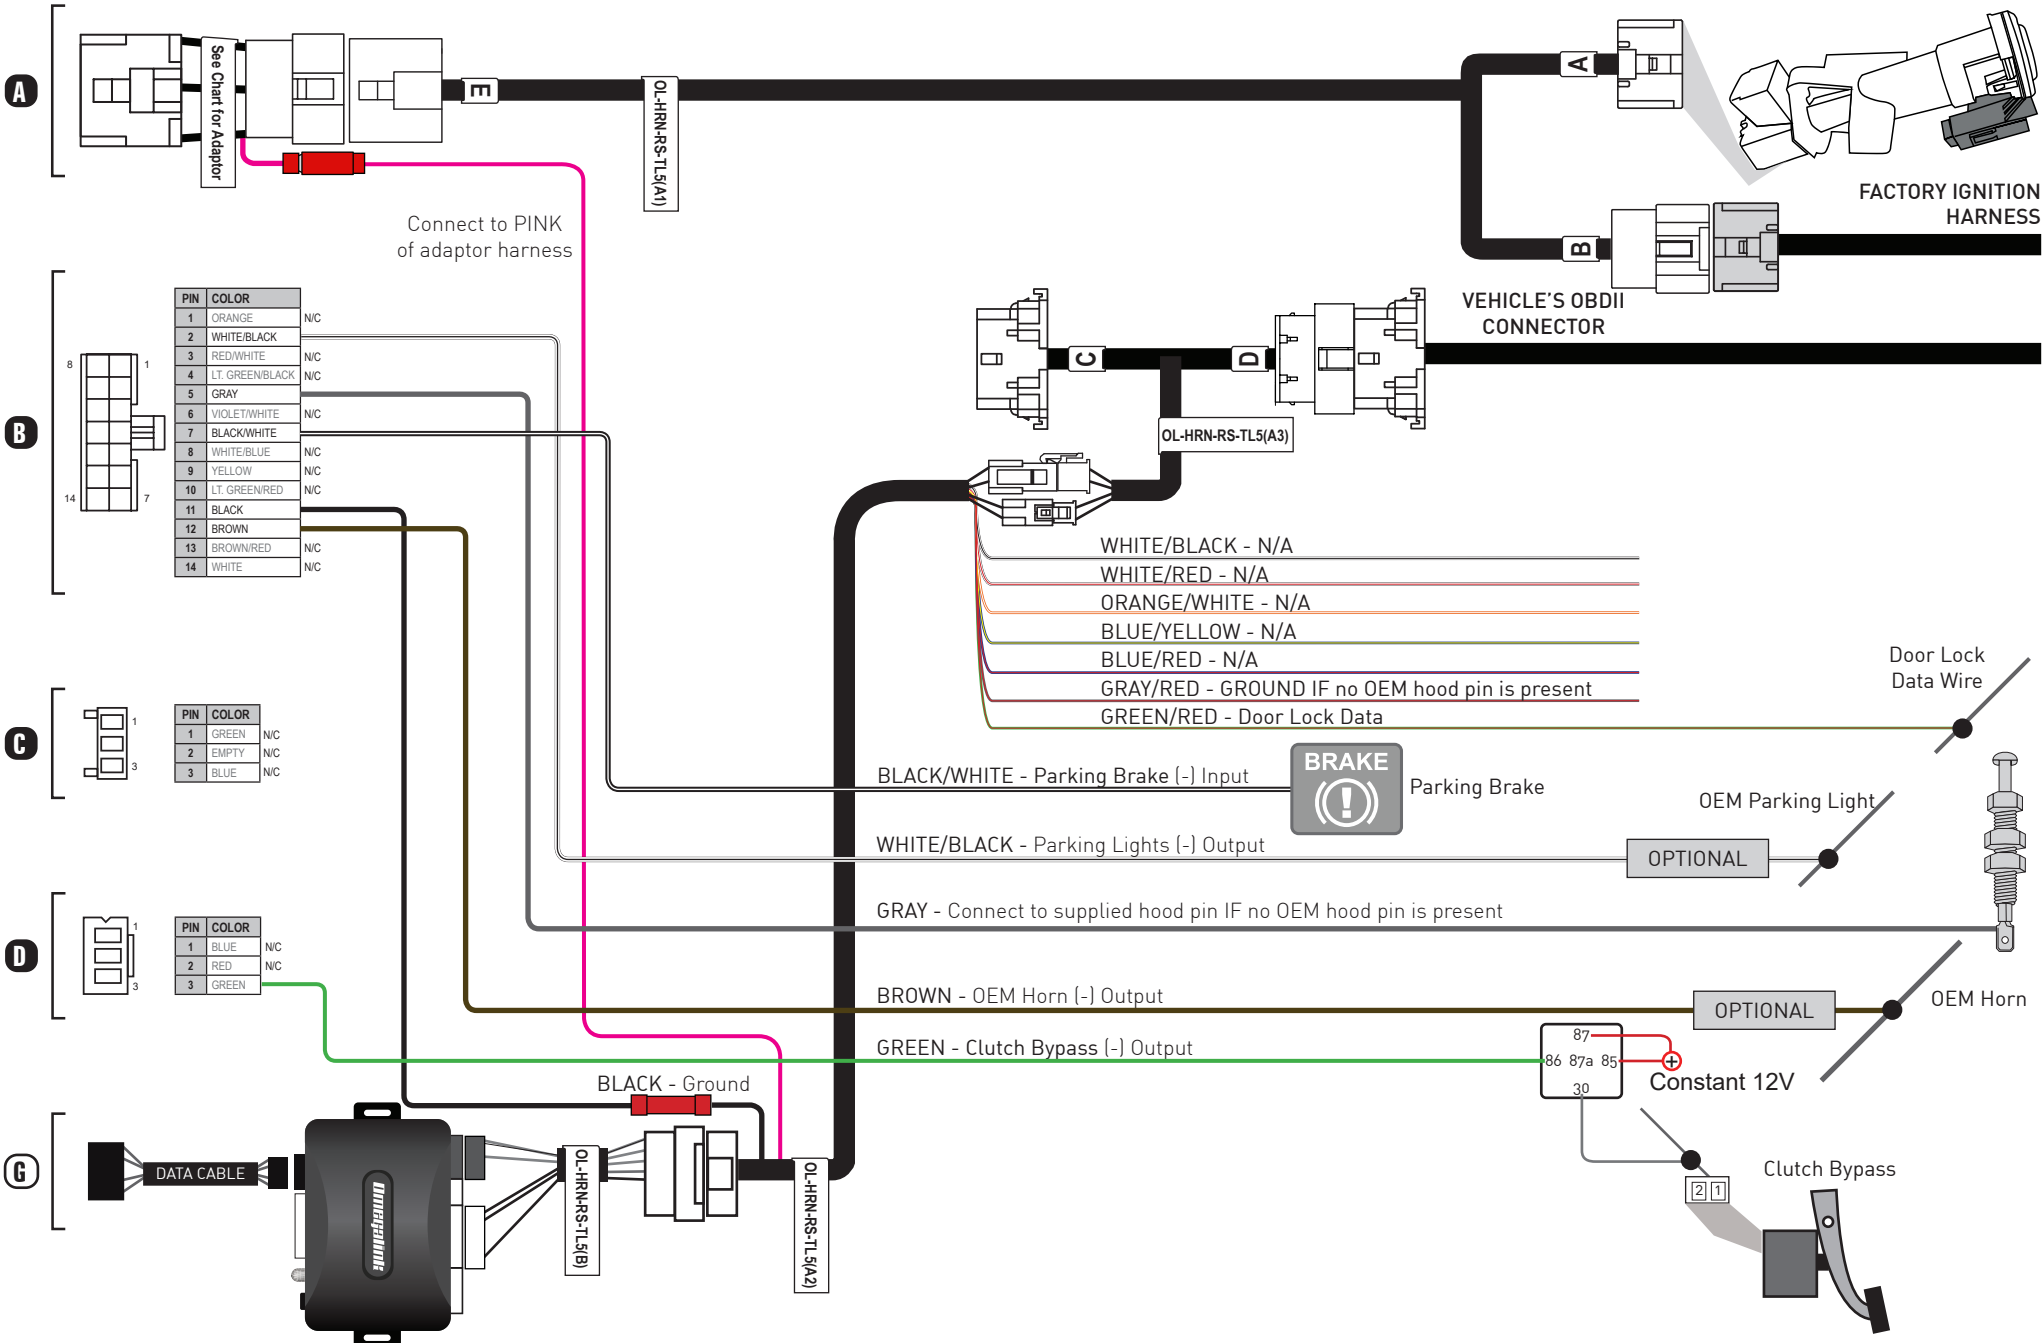 A
See Chart for Adaptor
E
OL-HRN-RS-TL5(A1)
A
B
FACTORY IGNITION
HARNESS
Connect to PINK
of adaptor harness
VEHICLE'S OBDII
CONNECTOR
C
D
OL-HRN-RS-TL5(A3)
B
8
1
14
7
PIN COLOR
1 ORANGE N/C
2 WHITE/BLACK
3 RED/WHITE N/C
4 LT. GREEN/BLACK N/C
5 GRAY
6 VIOLET/WHITE N/C
7 BLACK/WHITE
8 WHITE/BLUE N/C
9 YELLOW N/C
10 LT. GREEN/RED N/C
11 BLACK
12 BROWN
13 BROWN/RED N/C
14 WHITE N/C
WHITE/BLACK - N/A
WHITE/RED - N/A
ORANGE/WHITE - N/A
BLUE/YELLOW - N/A
BLUE/RED - N/A
GRAY/RED - GROUND IF no OEM hood pin is present
GREEN/RED - Door Lock Data
Door Lock
Data Wire
C
1
3
PIN COLOR
1 GREEN N/C
2 EMPTY N/C
3 BLUE N/C
BLACK/WHITE - Parking Brake (-) Input
BRAKE
!
Parking Brake
OEM Parking Light
WHITE/BLACK - Parking Lights (-) Output
OPTIONAL
GRAY - Connect to supplied hood pin IF no OEM hood pin is present
D
1
3
PIN COLOR
1 BLUE N/C
2 RED N/C
3 GREEN
BROWN - OEM Horn (-) Output
OPTIONAL
OEM Horn
GREEN - Clutch Bypass (-) Output
87
86 87a 85
30
+
Constant 12V
BLACK - Ground
G
DATA CABLE
Omegalink
OL-HRN-RS-TL5(B)
OL-HRN-RS-TL5(A2)
2 1
Clutch Bypass